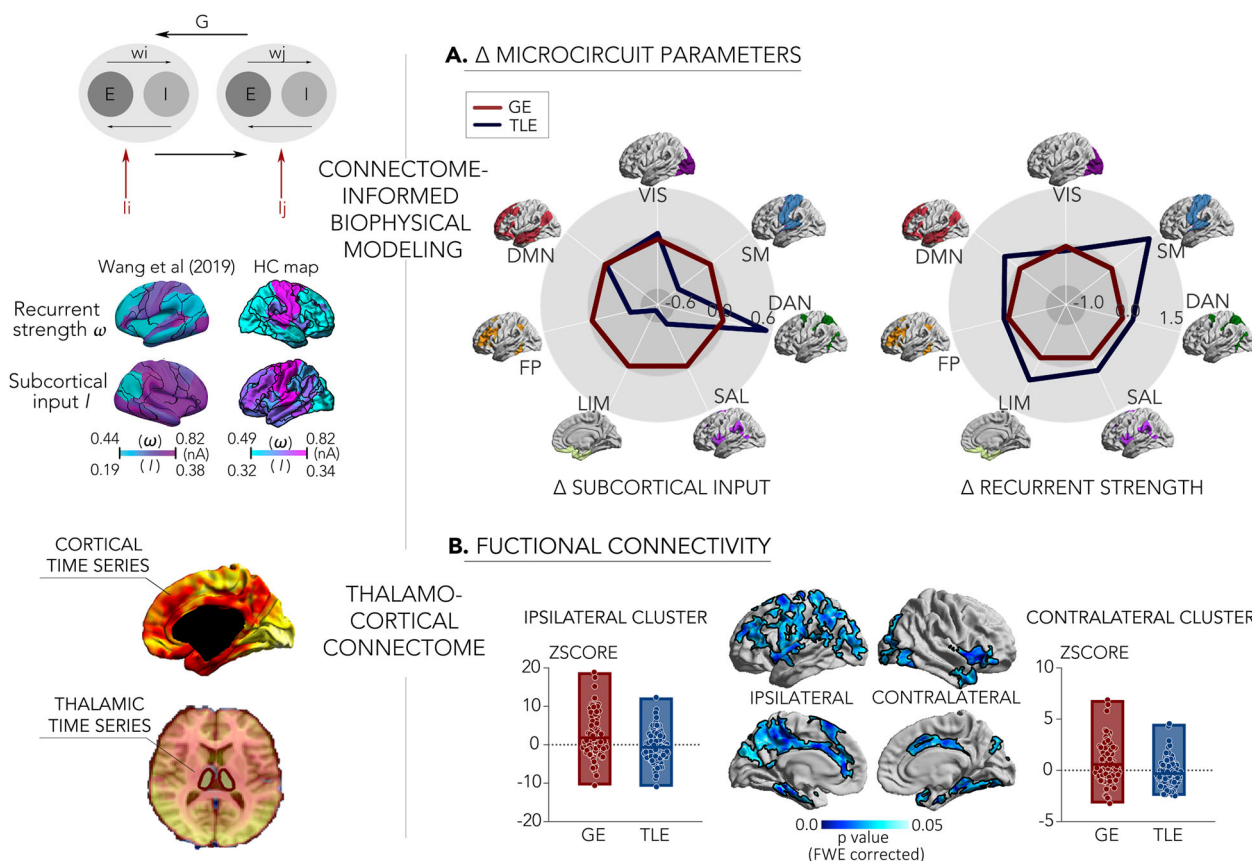 G
wi
wj
E
I
E
I
Ii
Ij
Wang et al (2019)
HC map
Recurrent
strength ω
Subcortical
input I
0.44 (ω) 0.82
(nA)
0.19 (I) 0.38
0.49 (ω) 0.82
(nA)
0.32 (I) 0.34
CONNECTOME-
INFORMED
BIOPHYSICAL
MODELING
A. Δ MICROCIRCUIT PARAMETERS
GE
TLE
VIS
SM
DAN
SAL
LIM
FP
DMN
-0.6
0.0
0.6
Δ SUBCORTICAL INPUT
VIS
SM
DAN
SAL
LIM
FP
DMN
-1.0
0.0
1.5
Δ RECURRENT STRENGTH
CORTICAL
TIME SERIES
THALAMIC
TIME SERIES
THALAMO-
CORTICAL
CONNECTOME
B. FUCTIONAL CONNECTIVITY
IPSILATERAL CLUSTER
ZSCORE
20
10
0
-10
-20
GE
TLE
IPSILATERAL
CONTRALATERAL
0.0
0.05
p value
(FWE corrected)
CONTRALATERAL CLUSTER
ZSCORE
10
5
0
-5
GE
TLE